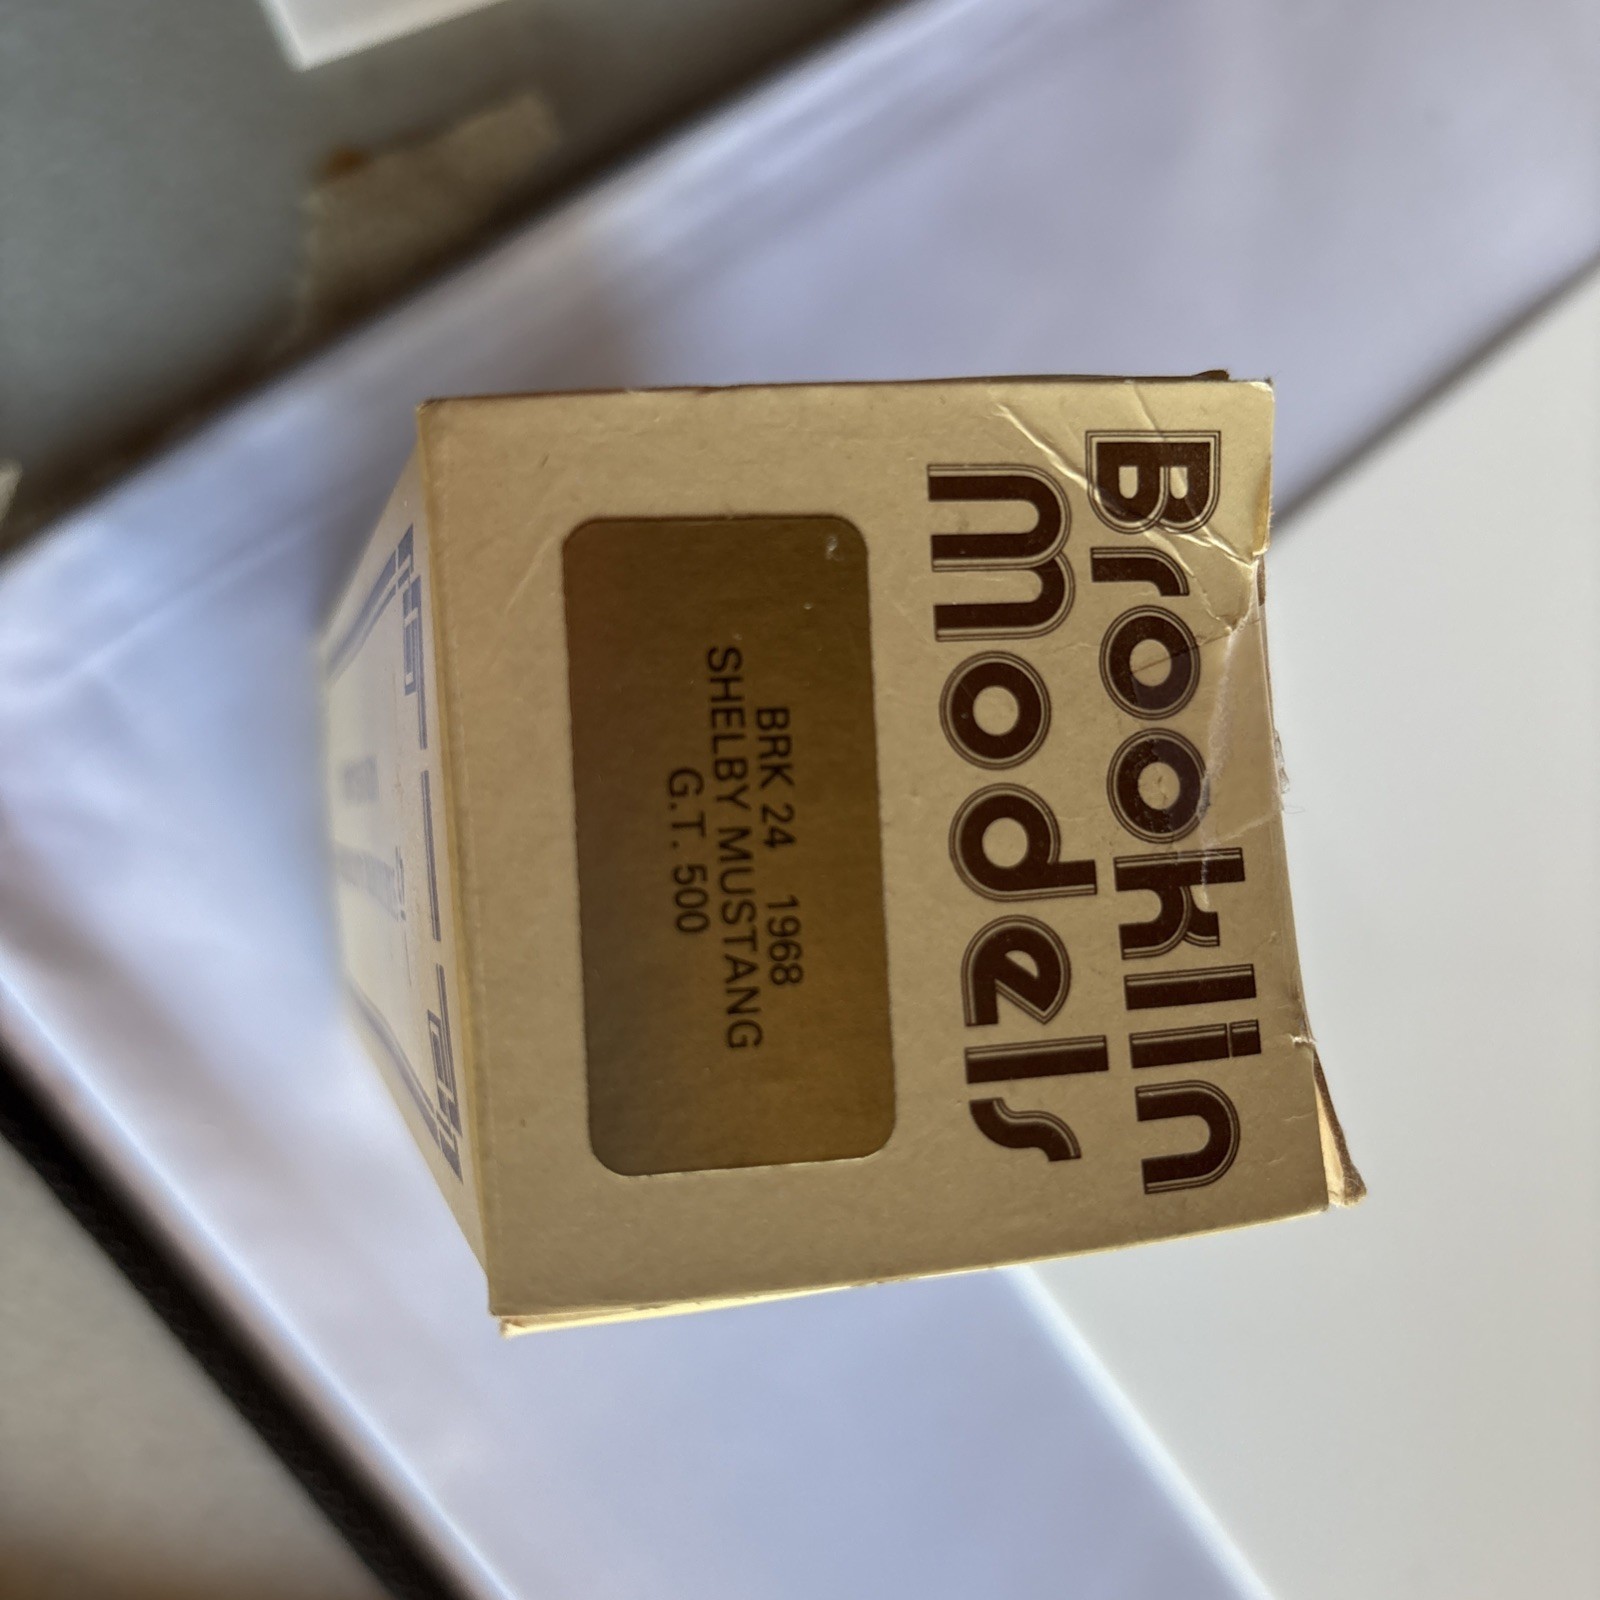 Brooklin
models
BRK 24 1968
SHELBY MUSTANG
G.T. 500